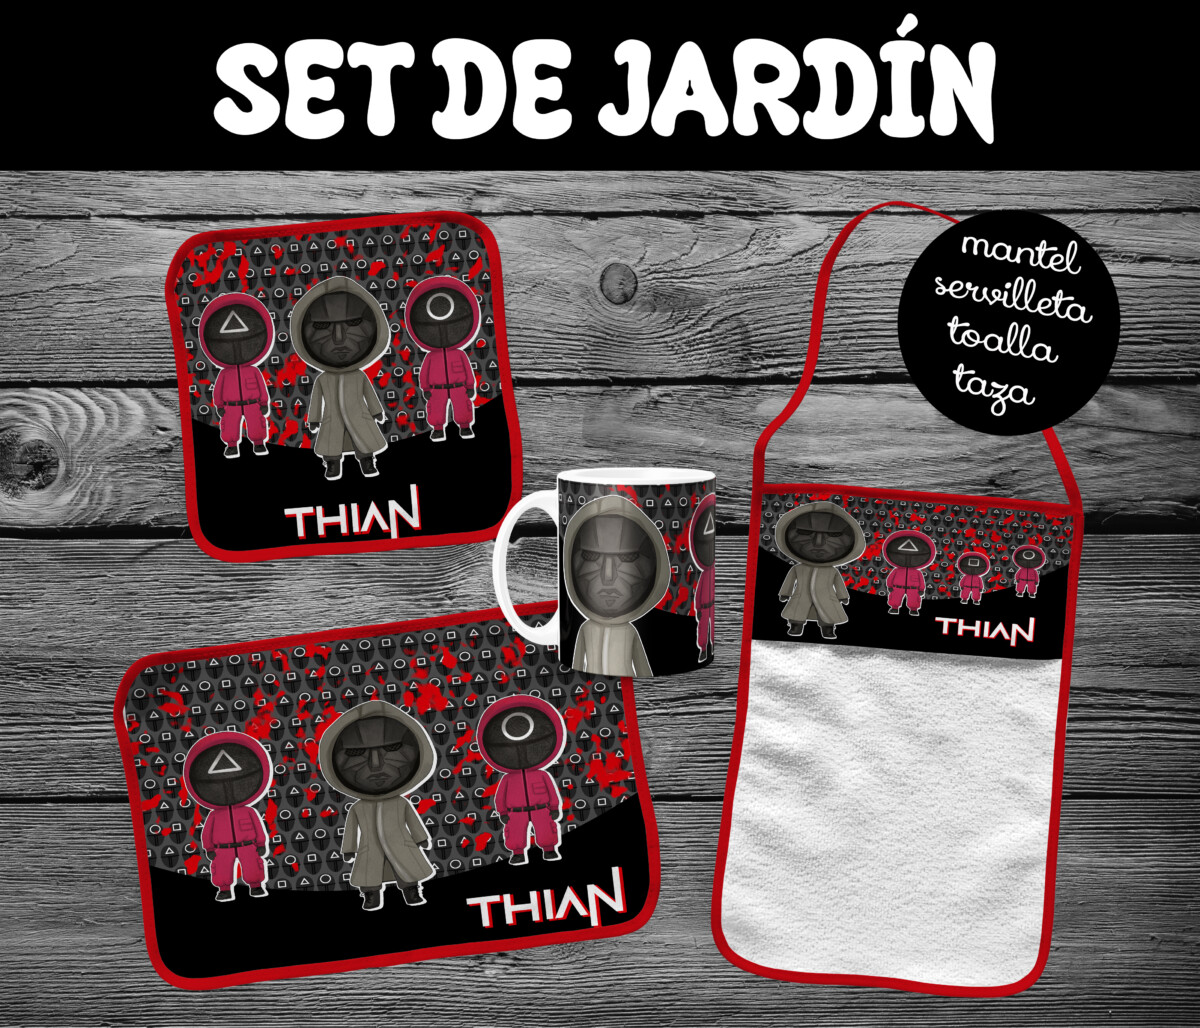 SET DE JARDÍN
mantel
servilleta
toalla
taza
THIAN
THIAN
THIAN